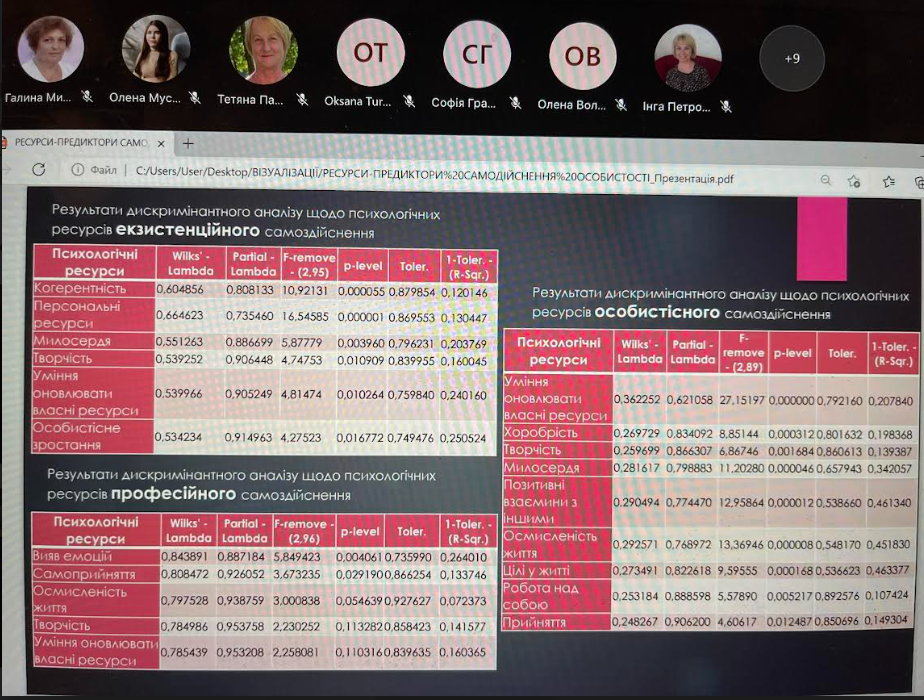 ОТ
СГ
ОВ
+9
Галина Ми...
Олена Мус...
Тетяна Па...
Oksana Tur...
Софія Гра...
Олена Вол...
Інга Петро...
РЕСУРСИ-ПРЕДИКТОРИ САМО
Файл
C:/Users/User/Desktop/ВІЗУАЛІЗАЦІЇ/РЕСУРСИ-ПРЕДИКТОРИ%20САМОДІЙСНЕННЯ%20ОСОБИСТОСТІ_Презентація.pdf
Результати дискримінантного аналізу щодо психологічних
ресурсів екзистенційного самоздійснення
Психологічні ресурси Wilks' - Lambda Partial - Lambda F-remove - (2,95) p-level Toler. 1-Toler. - (R-Sqr.)
Когерентність 0,604856 0,808133 10,92131 0,000055 0,879854 0,120146
Персональні ресурси 0,664623 0,735460 16,54585 0,000001 0,869553 0,130447
Милосердя 0,551263 0,886699 5,87779 0,003960 0,796231 0,203769
Творчість 0,539252 0,906448 4,74753 0,010909 0,839955 0,160045
Уміння оновлювати власні ресурси 0,539966 0,905249 4,81474 0,010264 0,759840 0,240160
Особистісне зростання 0,534234 0,914963 4,27523 0,016772 0,749476 0,250524
Результати дискримінантного аналізу щодо психологічних
ресурсів професійного самоздійснення
Психологічні ресурси Wilks' - Lambda Partial - Lambda F-remove - (2,96) p-level Toler. 1-Toler. - (R-Sqr.)
Вияв емоцій 0,843891 0,887184 5,849423 0,004061 0,735990 0,264010
Самоприйняття 0,808472 0,926052 3,673235 0,029190 0,866254 0,133746
Осмисленість життя 0,797528 0,938759 3,000838 0,054639 0,927627 0,072373
Творчість 0,784986 0,953758 2,230252 0,113282 0,858423 0,141577
Уміння оновлювати власні ресурси 0,785439 0,953208 2,258081 0,110316 0,839635 0,160365
Результати дискримінантного аналізу щодо психологічних
ресурсів особистісного самоздійснення
Психологічні ресурси Wilks' - Lambda Partial - Lambda F-remove - (2,89) p-level Toler. 1-Toler. - (R-Sqr.)
Уміння оновлювати власні ресурси 0,362252 0,621058 27,15197 0,000000 0,792160 0,207840
Хоробрість 0,269729 0,834092 8,85144 0,000312 0,801632 0,198368
Творчість 0,259699 0,866307 6,86746 0,001684 0,860613 0,139387
Милосердя 0,281617 0,798883 11,20280 0,000046 0,657943 0,342057
Позитивні взаємини з іншими 0,290494 0,774470 12,95864 0,000012 0,538660 0,461340
Осмисленість життя 0,292571 0,768972 13,36946 0,000008 0,548170 0,451830
Цілі у житті 0,273491 0,822618 9,59555 0,000168 0,536623 0,463377
Робота над собою 0,253184 0,888598 5,57890 0,005217 0,892576 0,107424
Прийняття 0,248267 0,906200 4,60617 0,012487 0,850696 0,149304